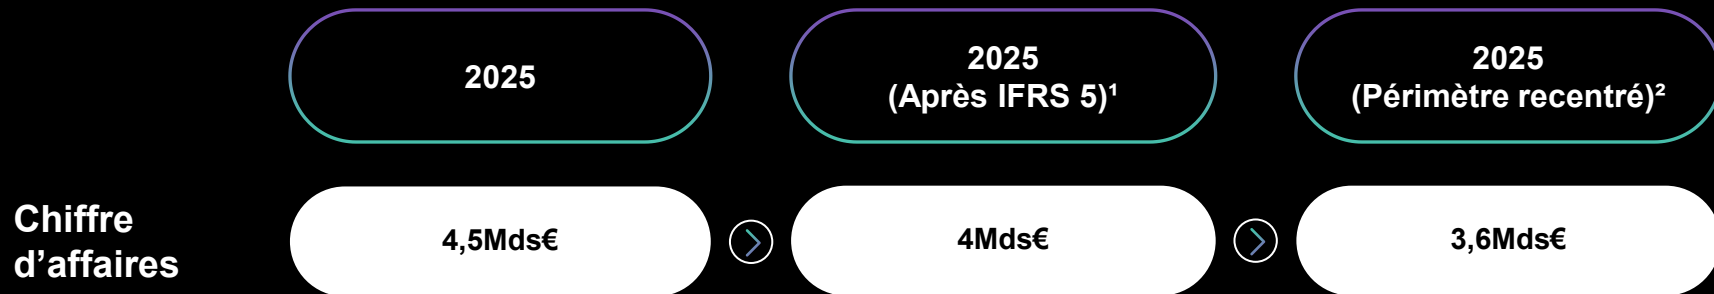 2025
2025
(Après IFRS 5)¹
2025
(Périmètre recentré)²
Chiffre
d’affaires
4,5Mds€
4Mds€
3,6Mds€